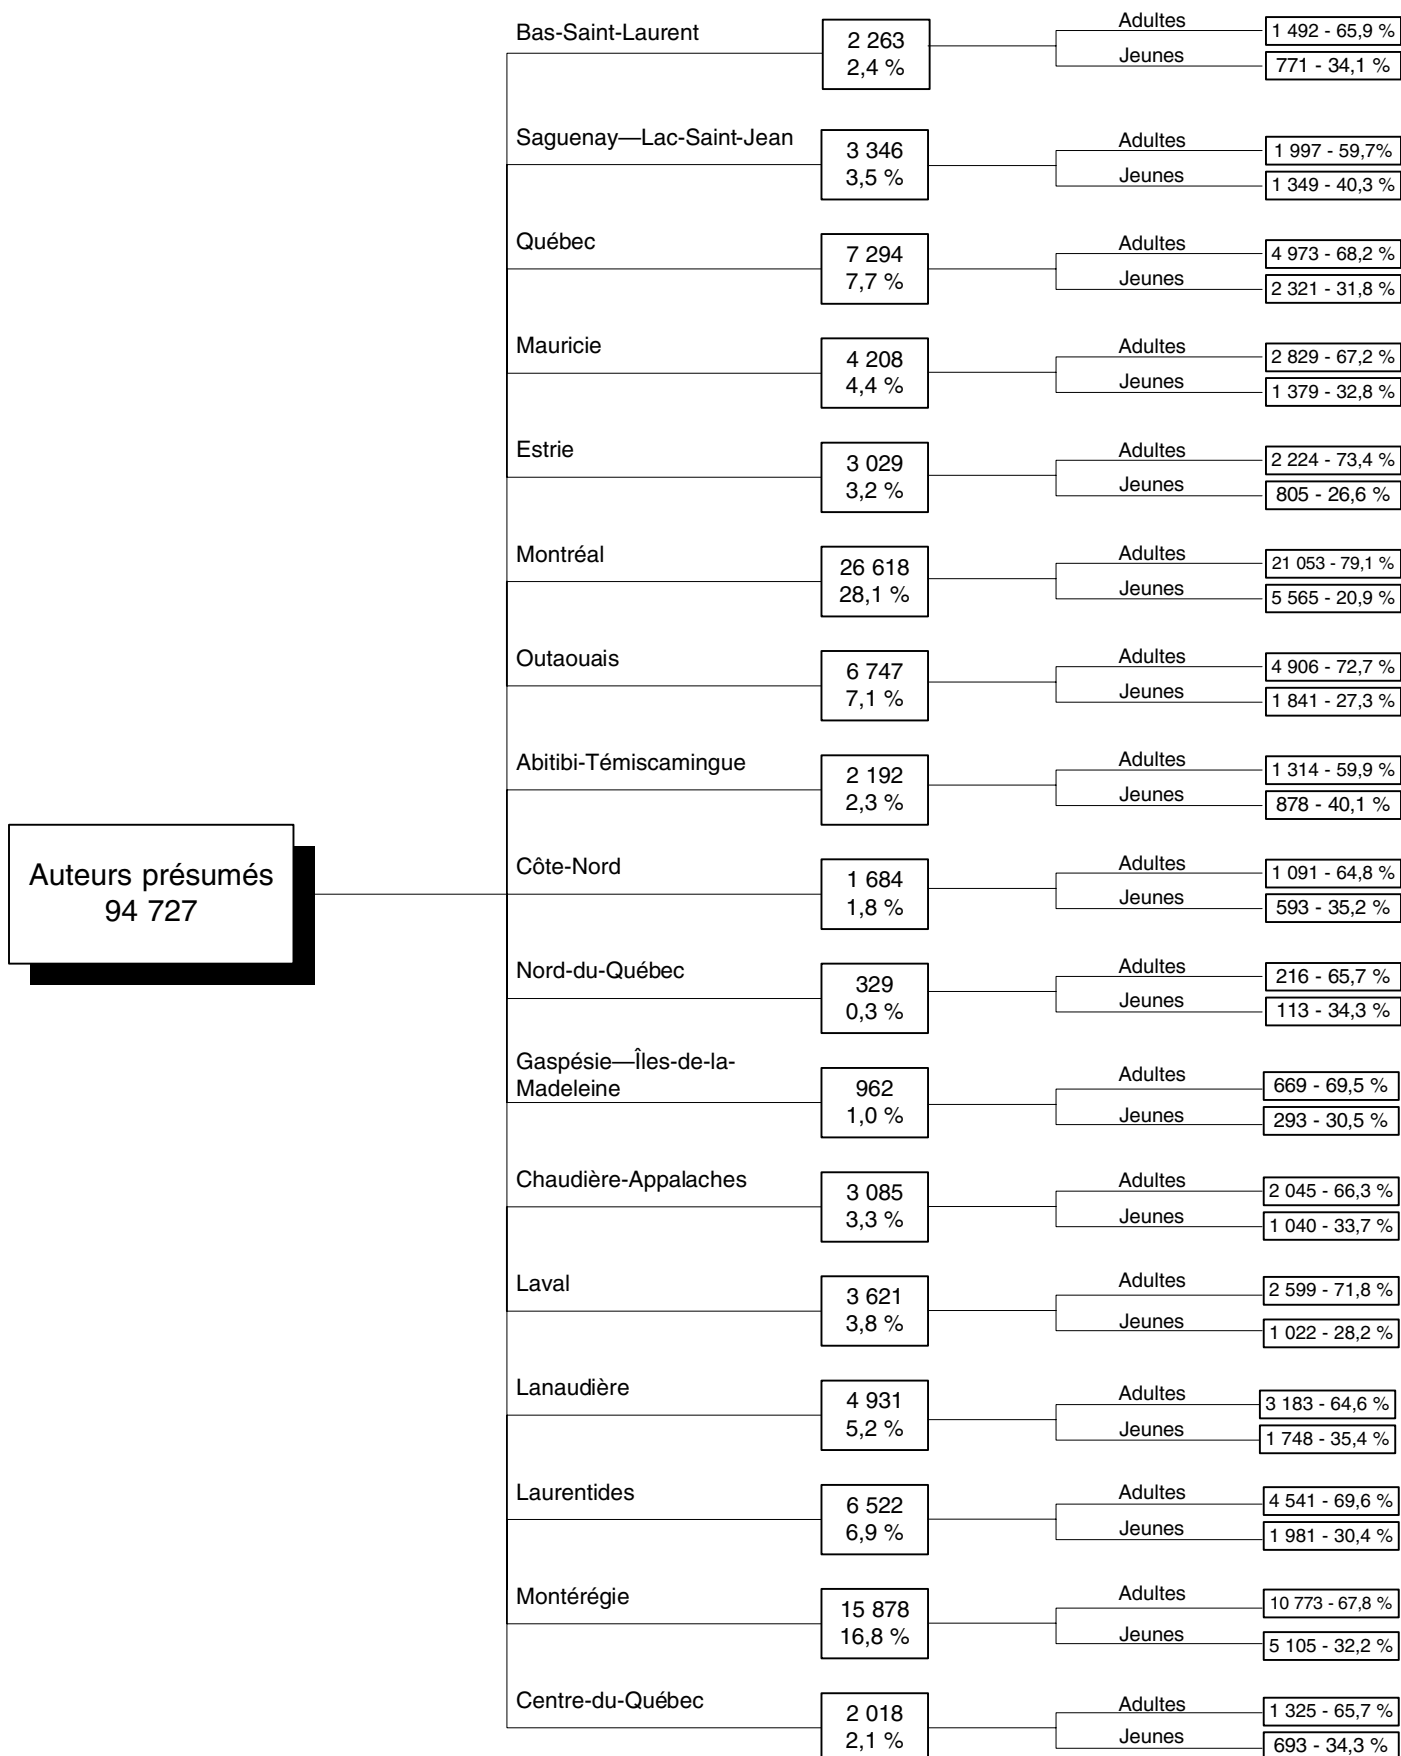 Auteurs présumés
94 727
Bas-Saint-Laurent
2 263
2,4 %
Adultes
1 492 - 65,9 %
Jeunes
771 - 34,1 %
Saguenay—Lac-Saint-Jean
3 346
3,5 %
Adultes
1 997 - 59,7%
Jeunes
1 349 - 40,3 %
Québec
7 294
7,7 %
Adultes
4 973 - 68,2 %
Jeunes
2 321 - 31,8 %
Mauricie
4 208
4,4 %
Adultes
2 829 - 67,2 %
Jeunes
1 379 - 32,8 %
Estrie
3 029
3,2 %
Adultes
2 224 - 73,4 %
Jeunes
805 - 26,6 %
Montréal
26 618
28,1 %
Adultes
21 053 - 79,1 %
Jeunes
5 565 - 20,9 %
Outaouais
6 747
7,1 %
Adultes
4 906 - 72,7 %
Jeunes
1 841 - 27,3 %
Abitibi-Témiscamingue
2 192
2,3 %
Adultes
1 314 - 59,9 %
Jeunes
878 - 40,1 %
Côte-Nord
1 684
1,8 %
Adultes
1 091 - 64,8 %
Jeunes
593 - 35,2 %
Nord-du-Québec
329
0,3 %
Adultes
216 - 65,7 %
Jeunes
113 - 34,3 %
Gaspésie—Îles-de-la-
Madeleine
962
1,0 %
Adultes
669 - 69,5 %
Jeunes
293 - 30,5 %
Chaudière-Appalaches
3 085
3,3 %
Adultes
2 045 - 66,3 %
Jeunes
1 040 - 33,7 %
Laval
3 621
3,8 %
Adultes
2 599 - 71,8 %
Jeunes
1 022 - 28,2 %
Lanaudière
4 931
5,2 %
Adultes
3 183 - 64,6 %
Jeunes
1 748 - 35,4 %
Laurentides
6 522
6,9 %
Adultes
4 541 - 69,6 %
Jeunes
1 981 - 30,4 %
Montérégie
15 878
16,8 %
Adultes
10 773 - 67,8 %
Jeunes
5 105 - 32,2 %
Centre-du-Québec
2 018
2,1 %
Adultes
1 325 - 65,7 %
Jeunes
693 - 34,3 %